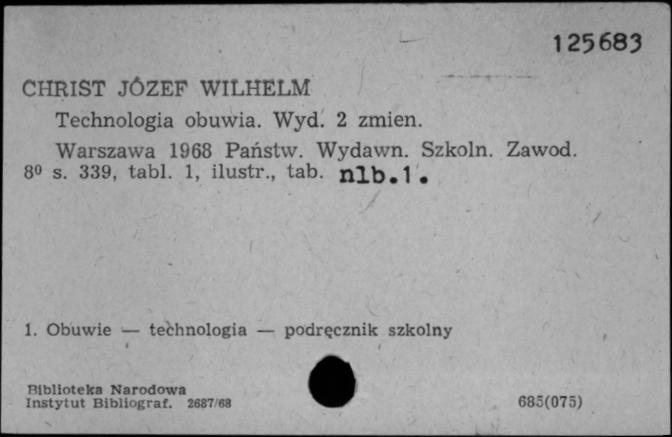 125683
CHRIST JÓZEF WILHELM
Technologia obuwia. Wyd. 2 zmien.
Warszawa 1968 Państw. Wydawn. Szkoln. Zawod.
8⁰ s. 339, tabl. 1, ilustr., tab. nlb.1.
1. Obuwie — technologia — podręcznik szkolny
Biblioteka Narodowa
Instytut Bibliograf. 2687/68
685(075)